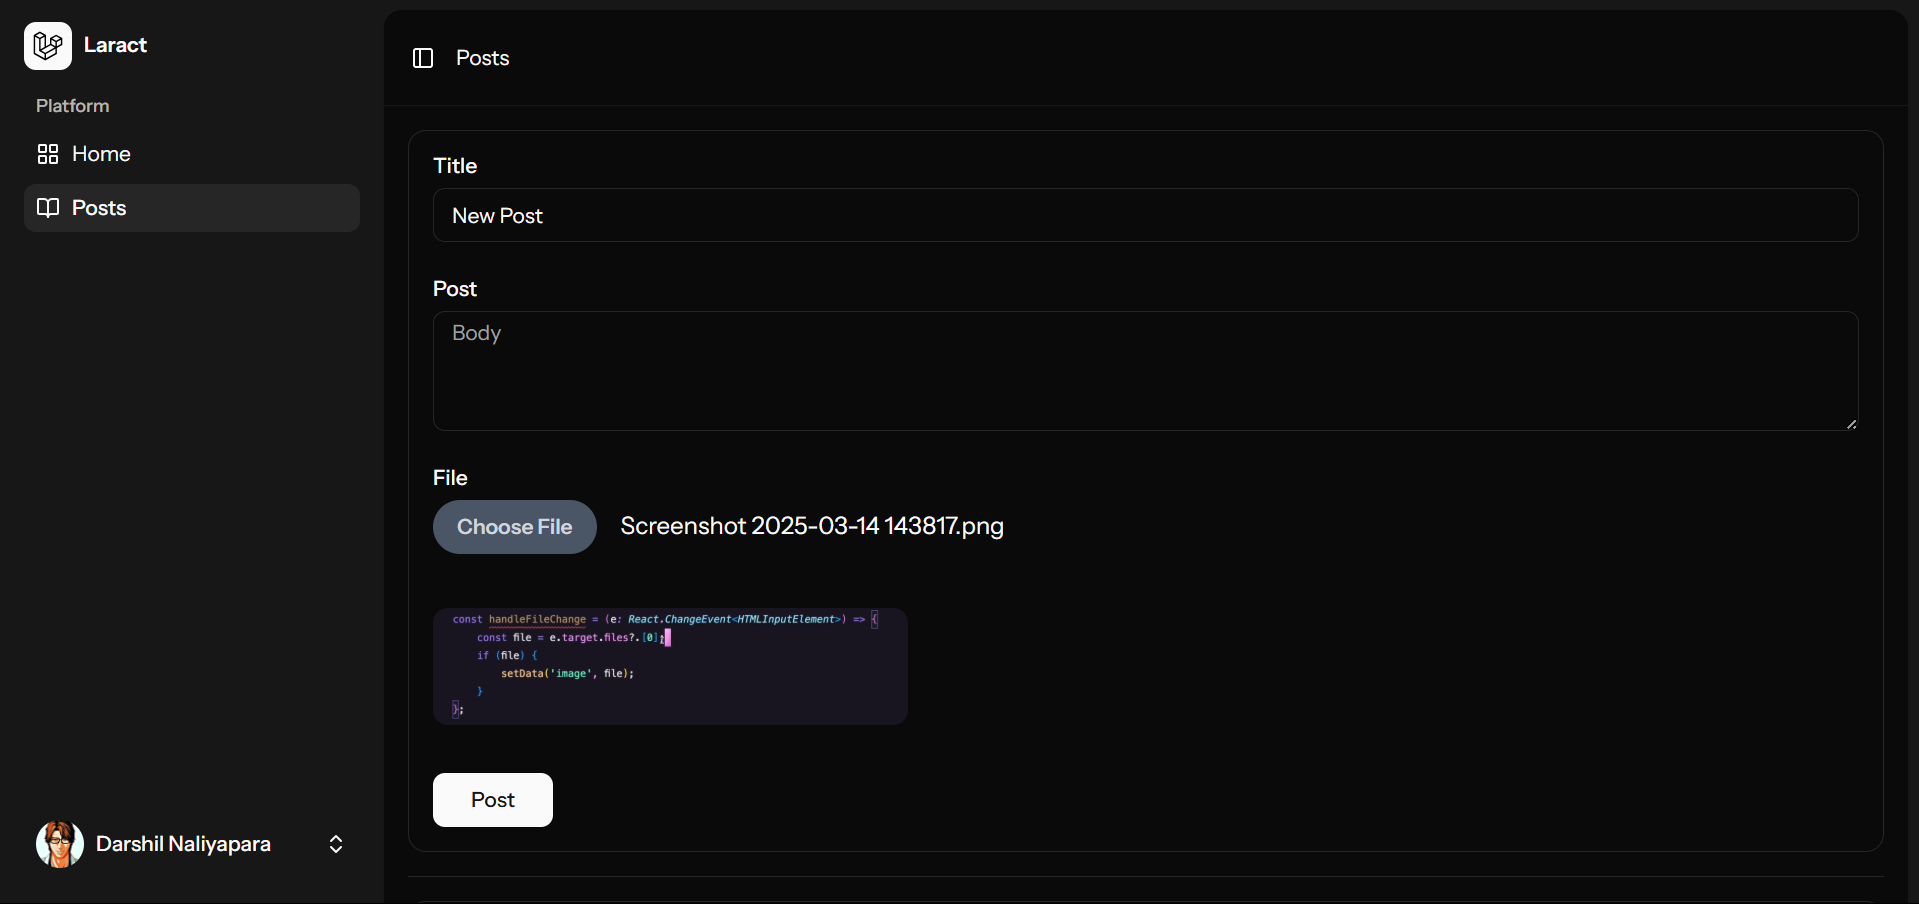 Laract
Platform
Home
Posts
Darshil Naliyapara
Posts
Title
New Post
Post
Body
File
Choose File Screenshot 2025-03-14 143817.png
const handleFileChange = (e: React.ChangeEvent<HTMLInputElement>) => {
const file = e.target.files?.[0];
if (file) {
setData('image', file);
}
};
Post